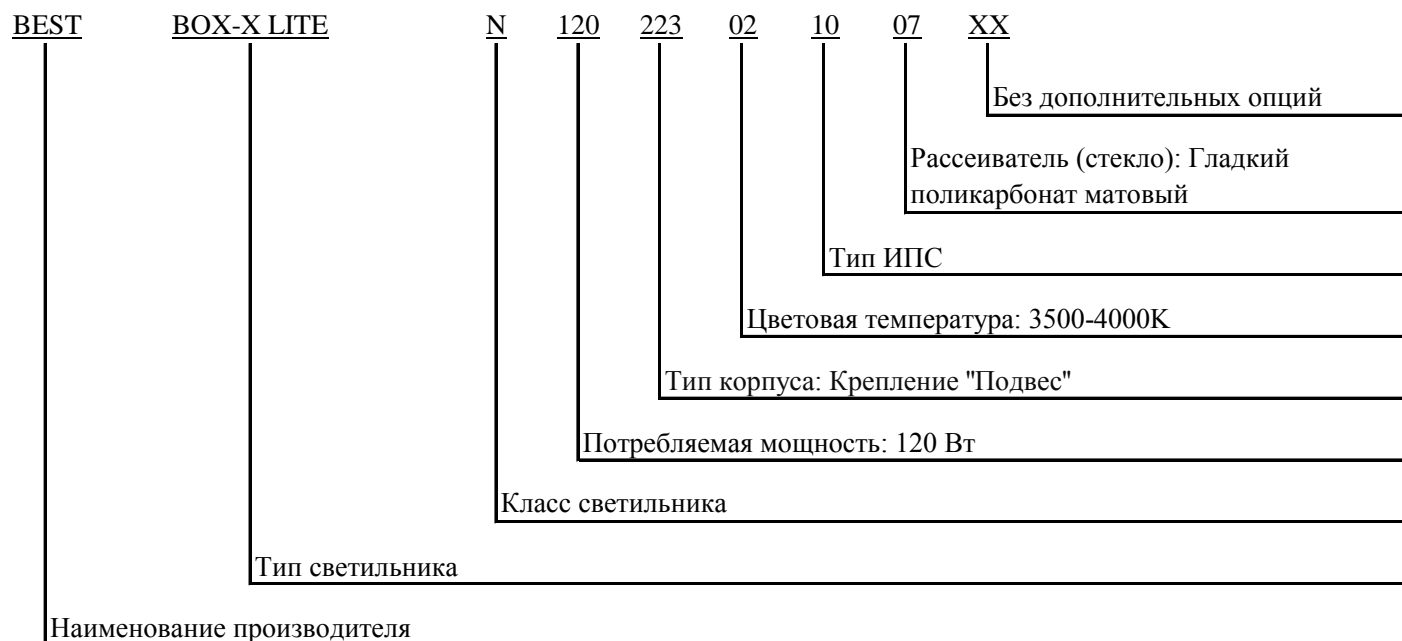 BEST BOX-X LITE N 120 223 02 10 07 XX
Без дополнительных опций
Рассеиватель (стекло): Гладкий
поликарбонат матовый
Тип ИПС
Цветовая температура: 3500-4000К
Тип корпуса: Крепление "Подвес"
Потребляемая мощность: 120 Вт
Класс светильника
Тип светильника
Наименование производителя